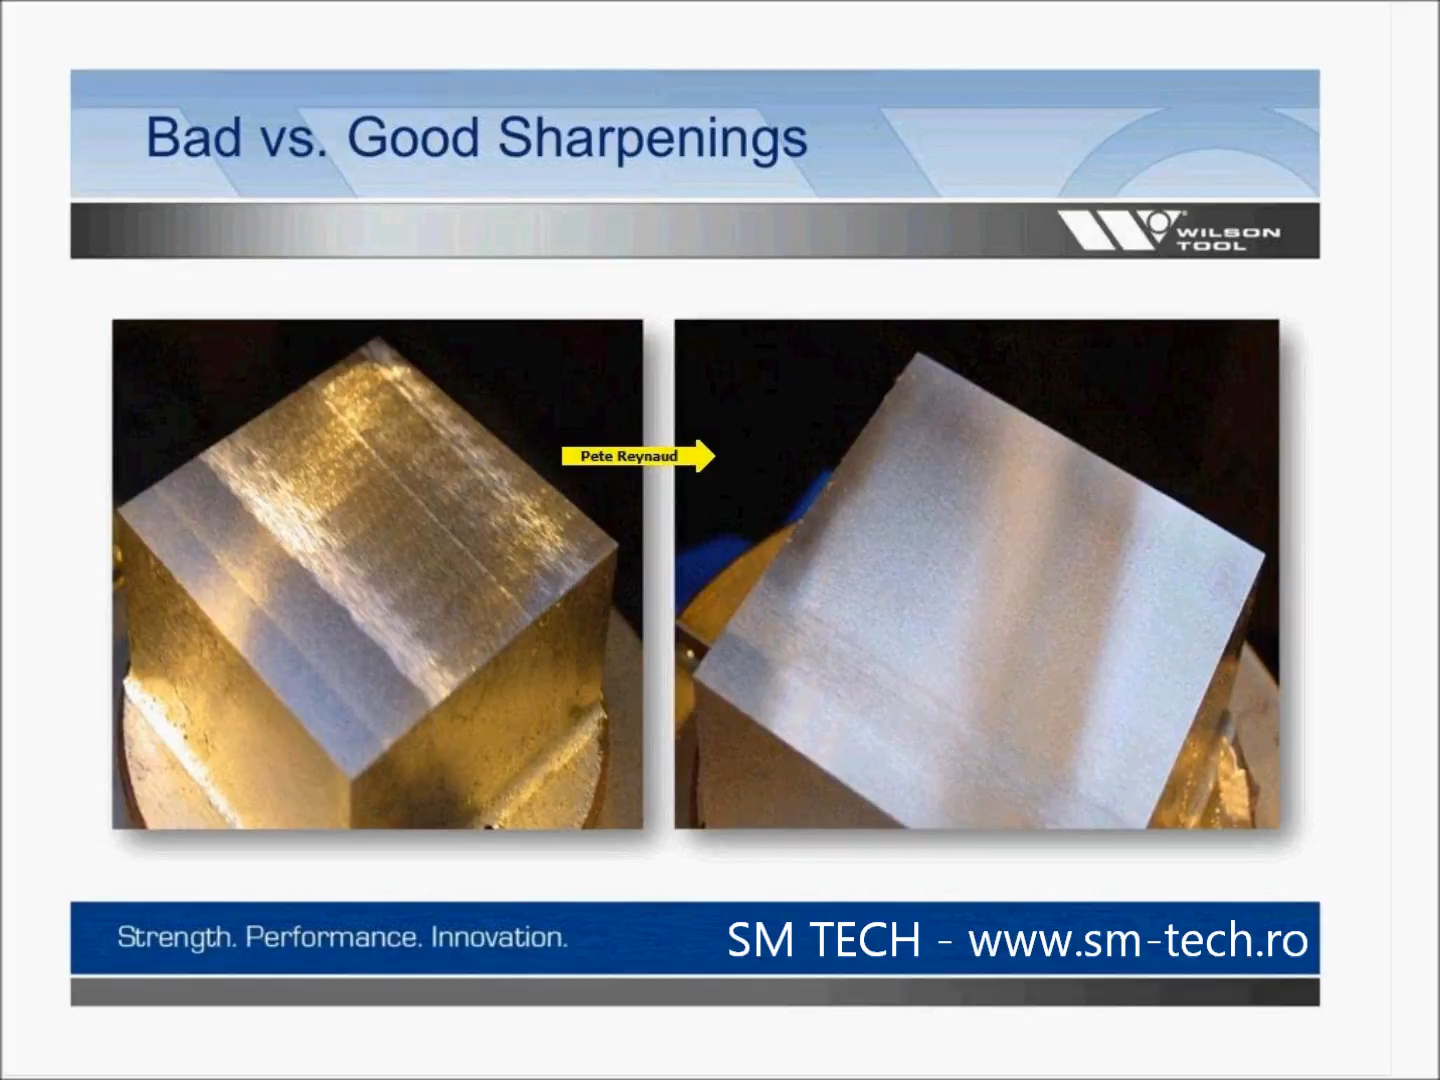 Bad vs. Good Sharpenings
WILSON
TOOL
Pete Reynaud
Strength. Performance. Innovation.
SM TECH - www.sm-tech.ro